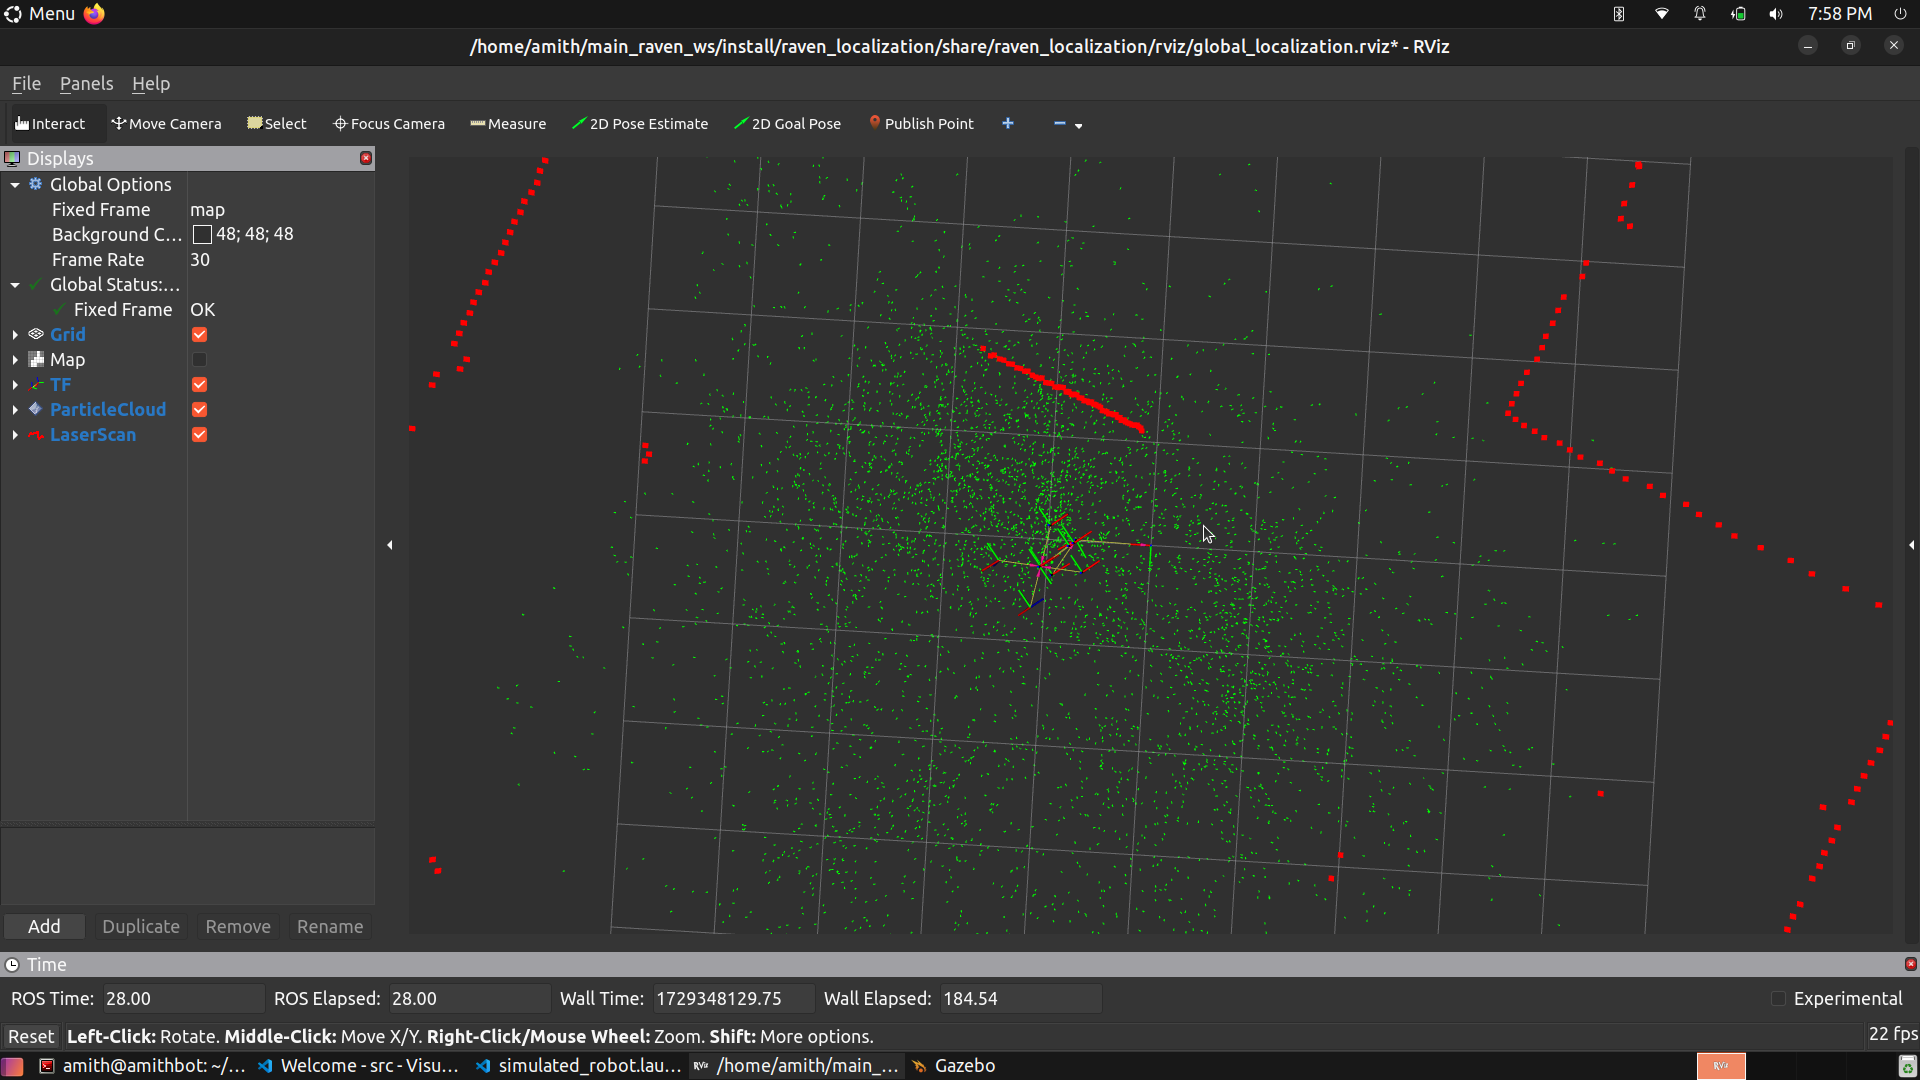 Menu
7:58 PM
/home/amith/main_raven_ws/install/raven_localization/share/raven_localization/rviz/global_localization.rviz* - RViz
File Panels Help
Interact Move Camera Select Focus Camera Measure 2D Pose Estimate 2D Goal Pose Publish Point
Displays
Global Options
Fixed Frame map
Background C... 48; 48; 48
Frame Rate 30
Global Status:...
Fixed Frame OK
Grid
Map
TF
ParticleCloud
LaserScan
Add Duplicate Remove Rename
Time
ROS Time: 28.00 ROS Elapsed: 28.00 Wall Time: 1729348129.75 Wall Elapsed: 184.54 Experimental
Reset Left-Click: Rotate. Middle-Click: Move X/Y. Right-Click/Mouse Wheel: Zoom. Shift: More options. 22 fps
amith@amithbot: ~/... Welcome - src - Visu... simulated_robot.lau... RViz /home/amith/main_... Gazebo RViz